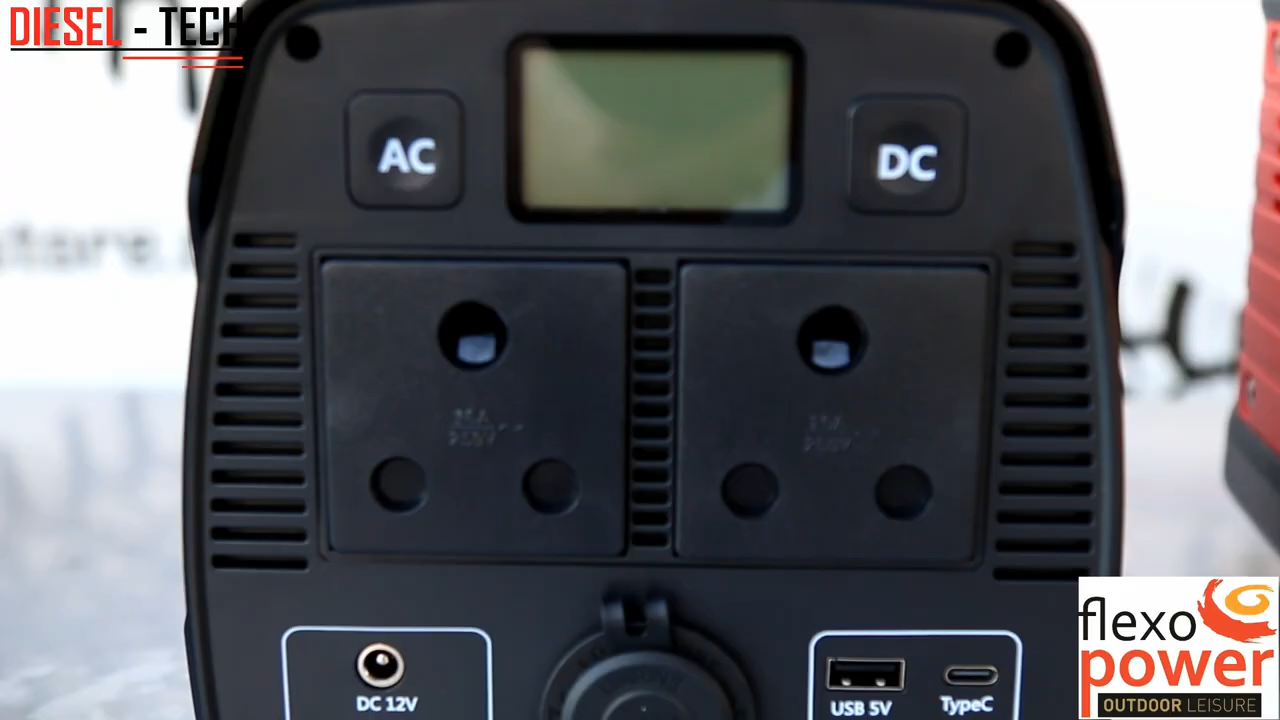 DIESEL - TECH
AC
DC
DC 12V
USB 5V
TypeC
flexo
power
OUTDOOR LEISURE